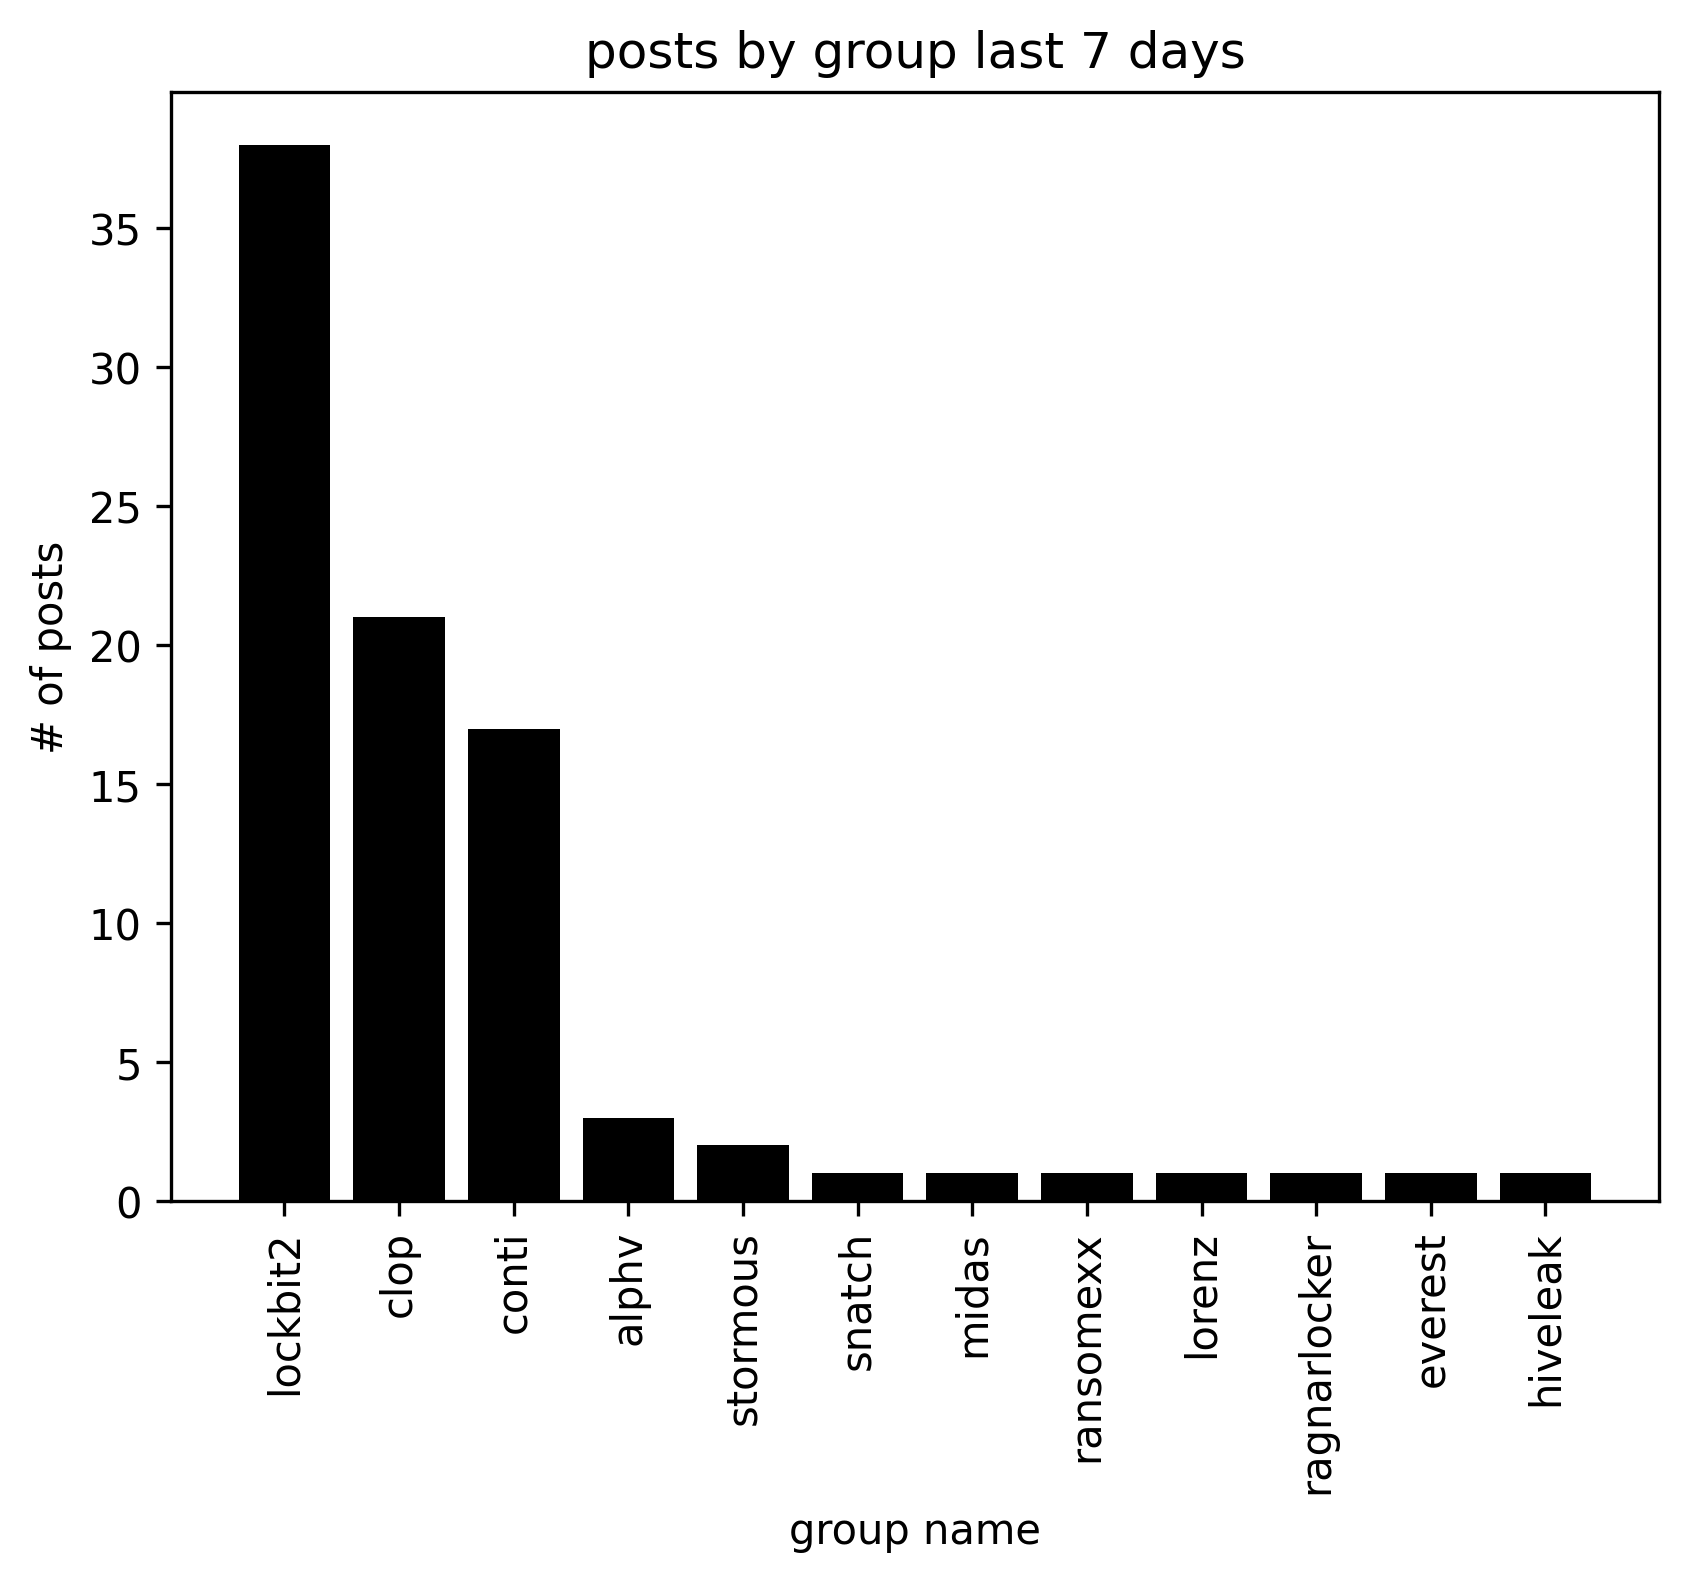 posts by group last 7 days
# of posts
35
30
25
20
15
10
5
0
lockbit2
clop
conti
alphv
stormous
snatch
midas
ransomexx
lorenz
ragnarlocker
everest
hiveleak
group name